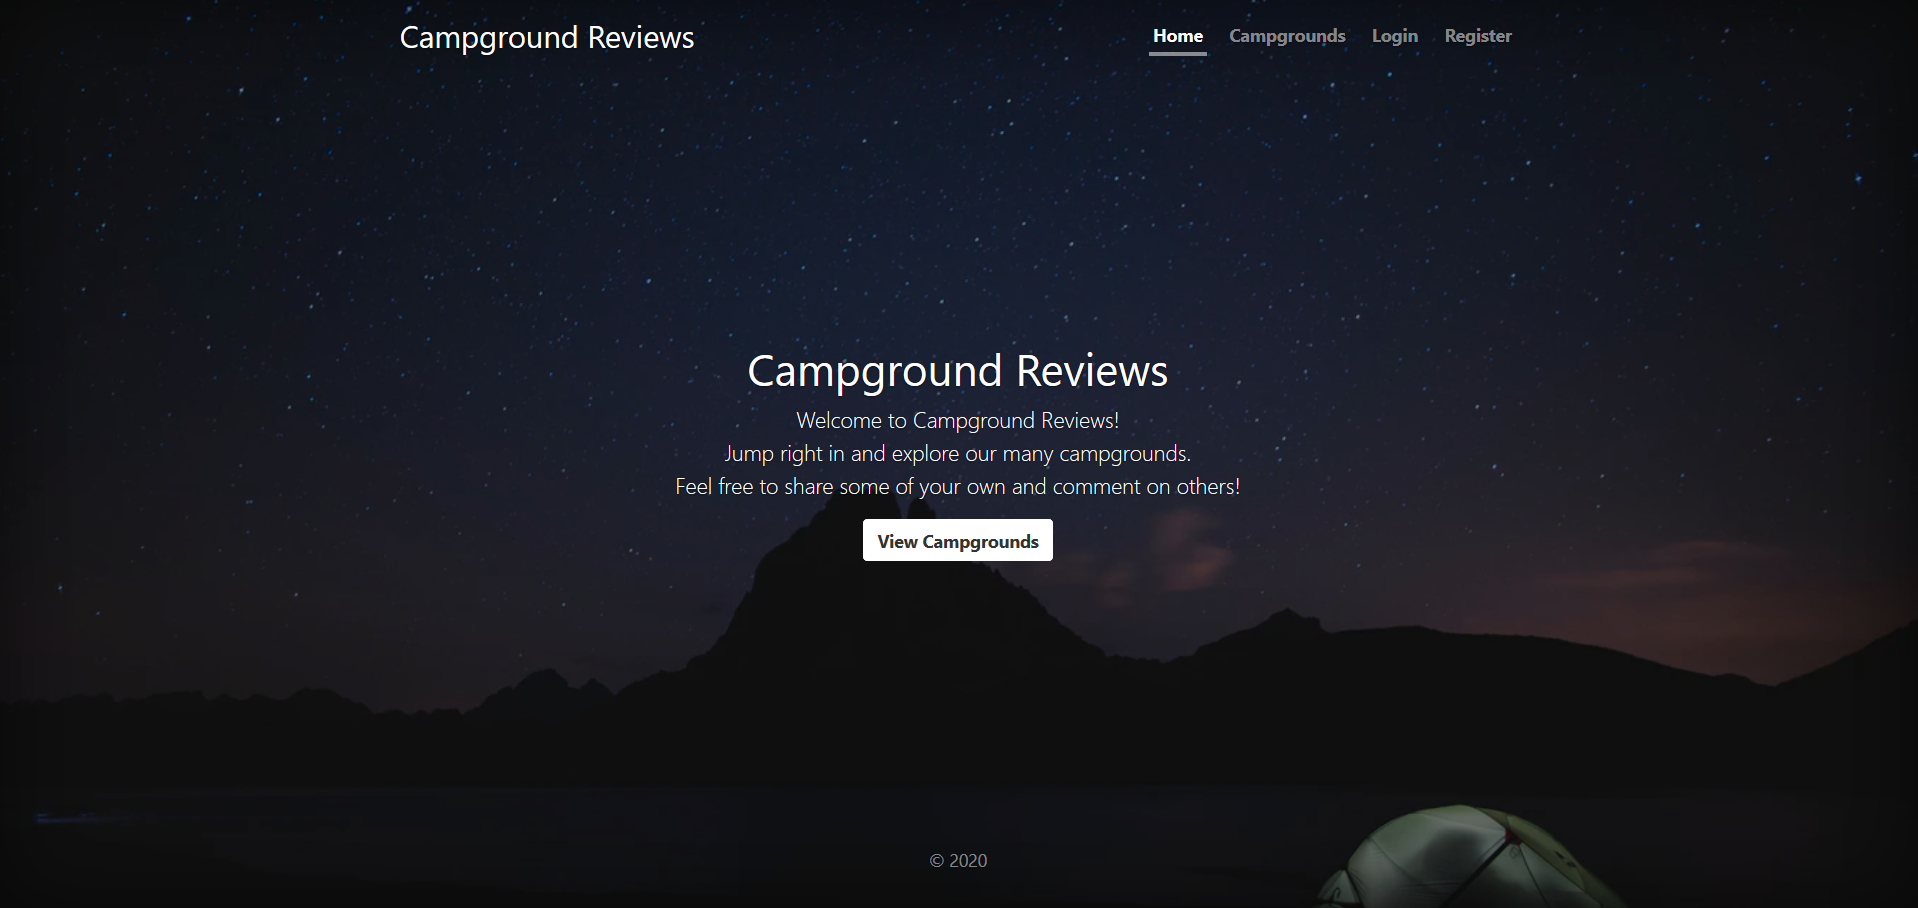 Campground Reviews
Home Campgrounds Login Register
Campground Reviews
Welcome to Campground Reviews!
Jump right in and explore our many campgrounds.
Feel free to share some of your own and comment on others!
View Campgrounds
© 2020